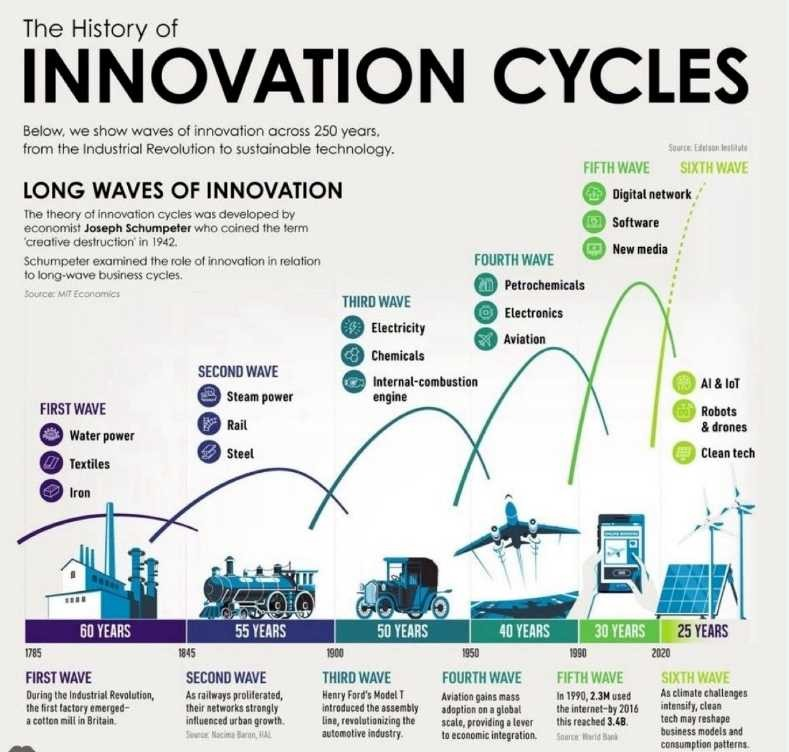 The History of
INNOVATION CYCLES
Below, we show waves of innovation across 250 years,
from the Industrial Revolution to sustainable technology.
Source: Edelson Institute
LONG WAVES OF INNOVATION
The theory of innovation cycles was developed by
economist Joseph Schumpeter who coined the term
'creative destruction' in 1942.
Schumpeter examined the role of innovation in relation
to long-wave business cycles.
Source: MIT Economics
FIRST WAVE
Water power
Textiles
Iron
SECOND WAVE
Steam power
Rail
Steel
THIRD WAVE
Electricity
Chemicals
Internal-combustion
engine
FOURTH WAVE
Petrochemicals
Electronics
Aviation
FIFTH WAVE
Digital network
Software
New media
SIXTH WAVE
AI & IoT
Robots
& drones
Clean tech
60 YEARS
55 YEARS
50 YEARS
40 YEARS
30 YEARS
25 YEARS
1785
1845
1900
1950
1990
2020
FIRST WAVE
During the Industrial Revolution,
the first factory emerged–
a cotton mill in Britain.
SECOND WAVE
As railways proliferated,
their networks strongly
influenced urban growth.
Source: Nacima Baron, HAL
THIRD WAVE
Henry Ford's Model T
introduced the assembly
line, revolutionizing the
automotive industry.
FOURTH WAVE
Aviation gains mass
adoption on a global
scale, providing a lever
to economic integration.
FIFTH WAVE
In 1990, 2.3M used
the internet–by 2016
this reached 3.4B.
Source: World Bank
SIXTH WAVE
As climate challenges
intensify, clean
tech may reshape
business models and
consumption patterns.